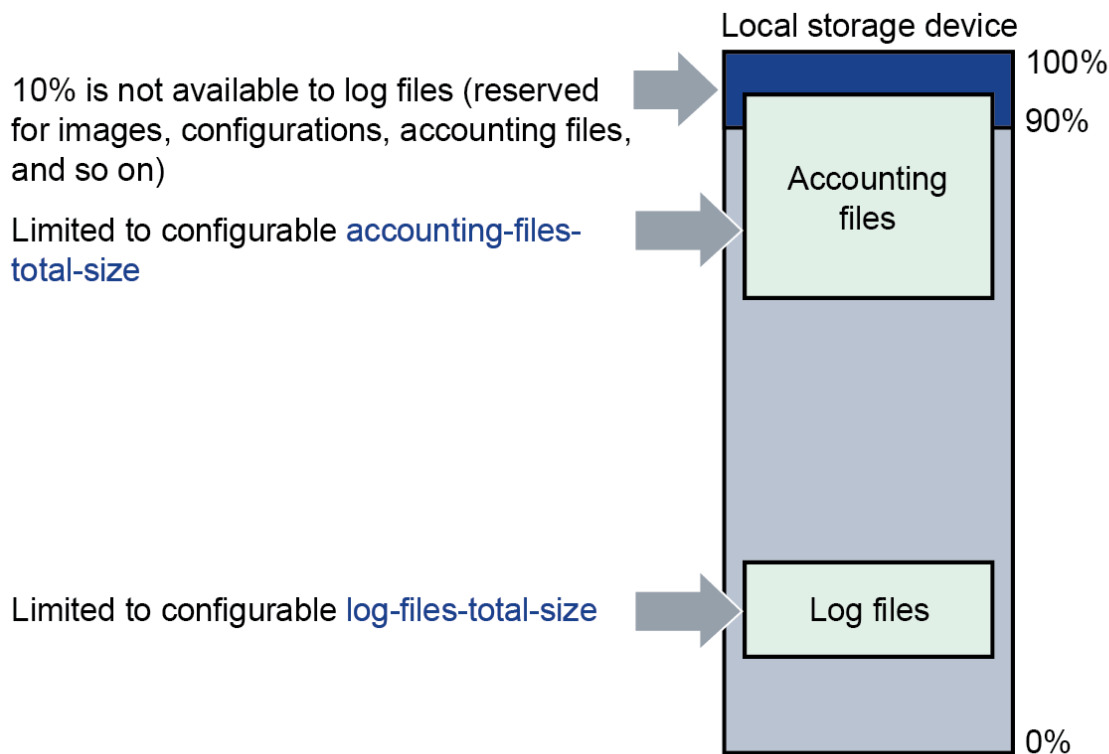 Local storage device
100%
10% is not available to log files (reserved
for images, configurations, accounting files,
and so on)
90%
Accounting
files
Limited to configurable accounting-files-
total-size
Limited to configurable log-files-total-size
Log files
0%